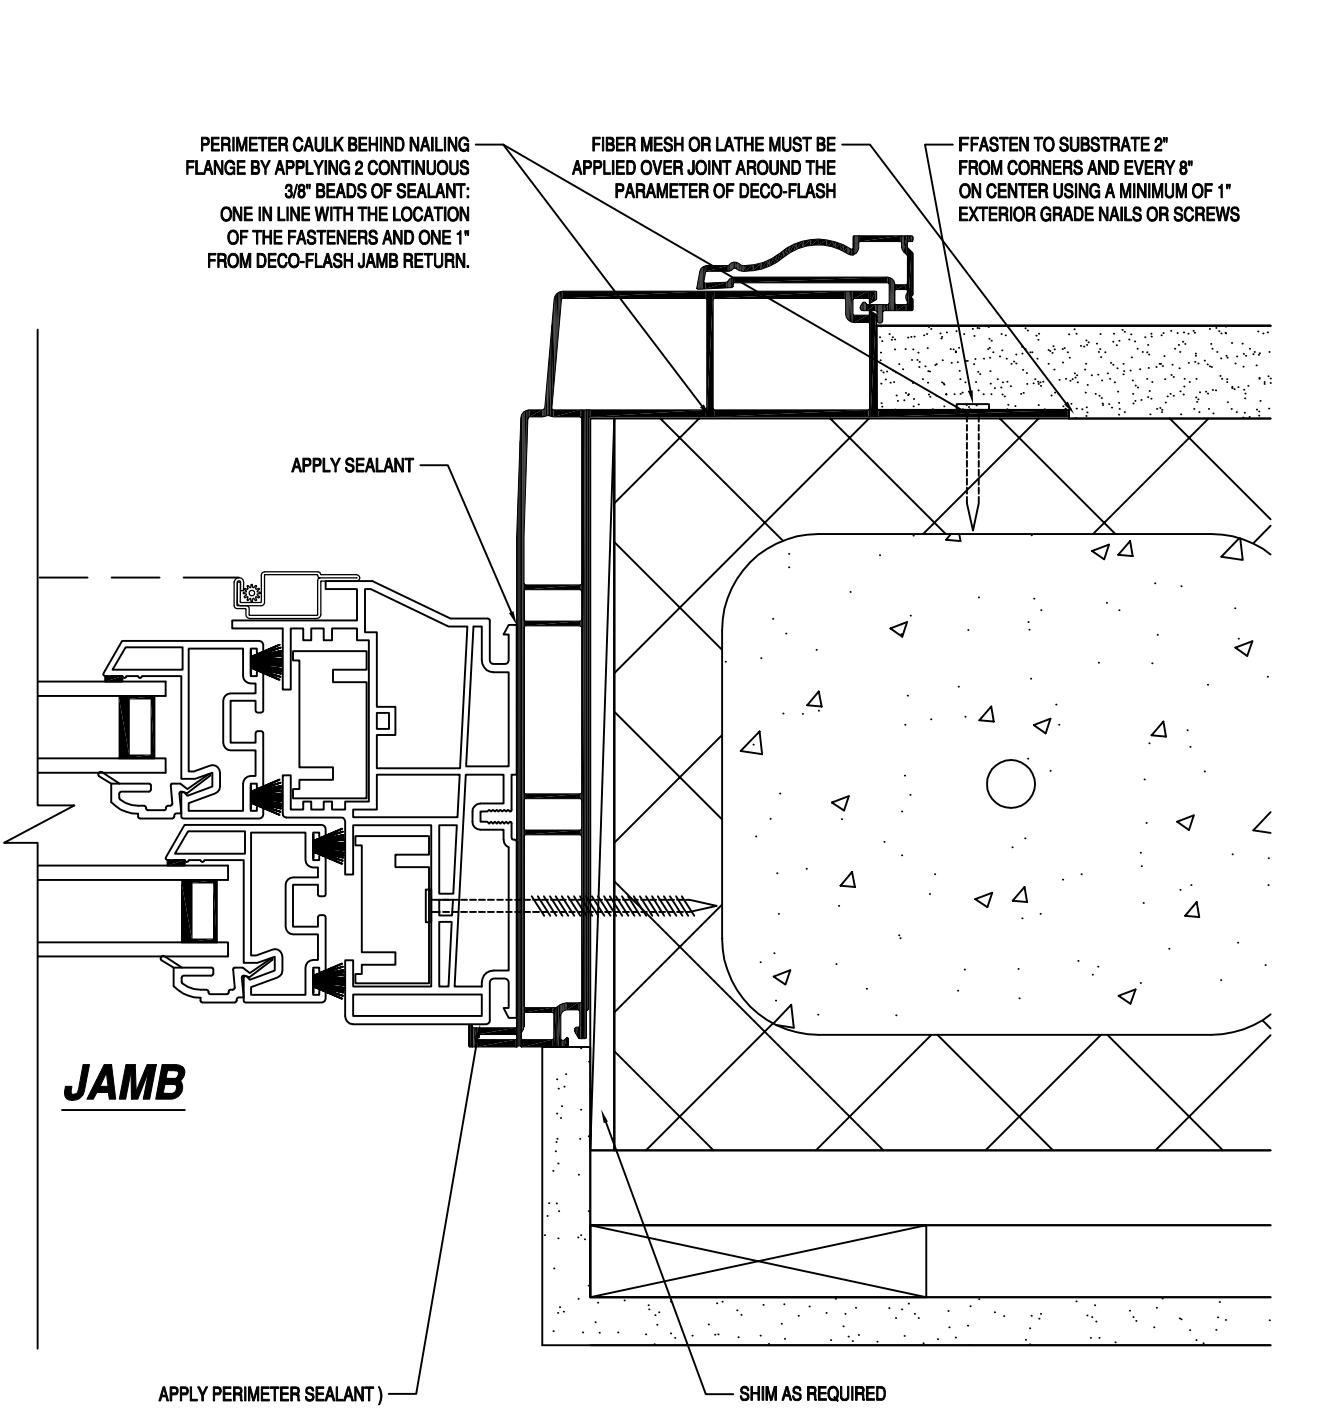 PERIMETER CAULK BEHIND NAILING
FLANGE BY APPLYING 2 CONTINUOUS
3/8" BEADS OF SEALANT:
ONE IN LINE WITH THE LOCATION
OF THE FASTENERS AND ONE 1"
FROM DECO-FLASH JAMB RETURN.
FIBER MESH OR LATHE MUST BE
APPLIED OVER JOINT AROUND THE
PARAMETER OF DECO-FLASH
FFASTEN TO SUBSTRATE 2"
FROM CORNERS AND EVERY 8"
ON CENTER USING A MINIMUM OF 1"
EXTERIOR GRADE NAILS OR SCREWS
APPLY SEALANT
JAMB
APPLY PERIMETER SEALANT )
SHIM AS REQUIRED